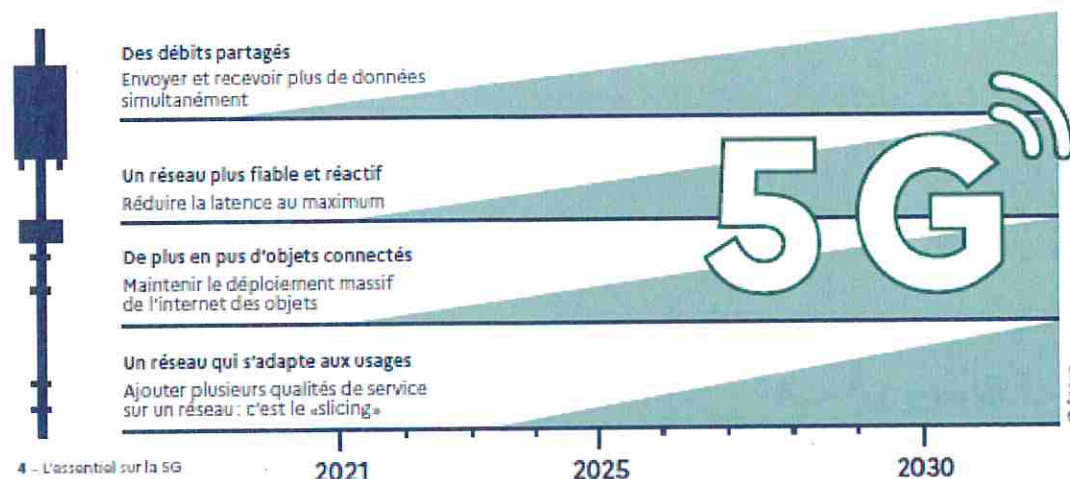 Des débits partagés
Envoyer et recevoir plus de données
simultanément
Un réseau plus fiable et réactif
Réduire la latence au maximum
De plus en pus d'objets connectés
Maintenir le déploiement massif
de l'internet des objets
Un réseau qui s'adapte aux usages
Ajouter plusieurs qualités de service
sur un réseau : c'est le «slicing»
5G
2021
2025
2030
4 – L'essentiel sur la 5G